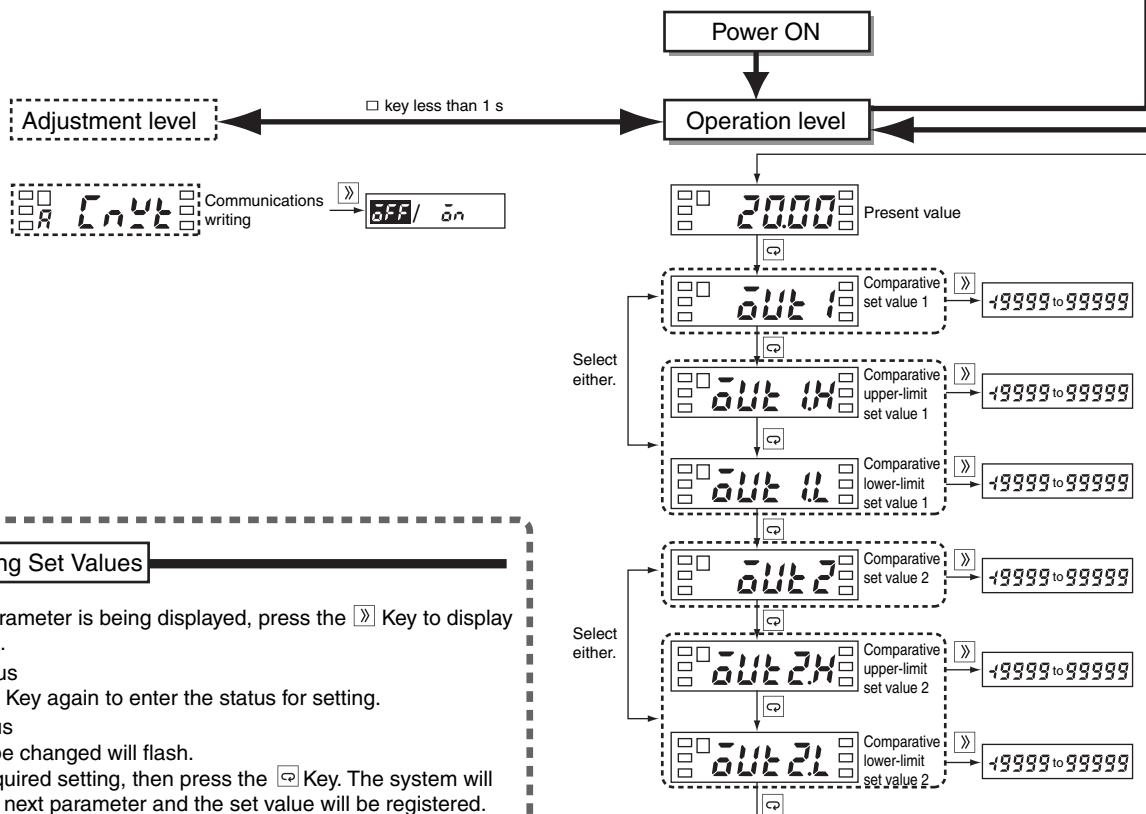 Power ON
Adjustment level
□ key less than 1 s
Operation level
A CnWt
Communications
writing
OFF / on
20.00
Present value
Select
either.
OUt 1
Comparative
set value 1
-19999 to 99999
OUt 1.H
Comparative
upper-limit
set value 1
-19999 to 99999
OUt 1.L
Comparative
lower-limit
set value 1
-19999 to 99999
Select
either.
OUt 2
Comparative
set value 2
-19999 to 99999
OUt 2.H
Comparative
upper-limit
set value 2
-19999 to 99999
OUt 2.L
Comparative
lower-limit
set value 2
-19999 to 99999
ng Set Values
rameter is being displayed, press the » Key to display
.
us
Key again to enter the status for setting.
us
be changed will flash.
quired setting, then press the Key. The system will
next parameter and the set value will be registered.